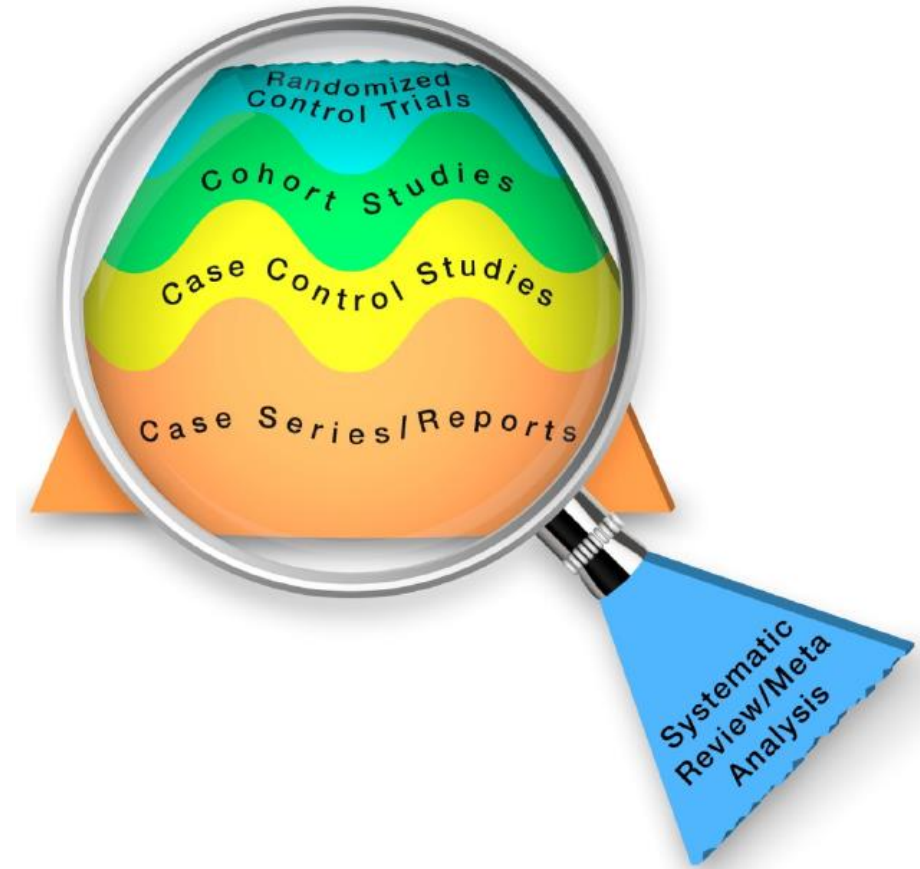 Randomized
Control Trials
Cohort Studies
Case Control Studies
Case Series/Reports
Systematic
Review/Meta
Analysis